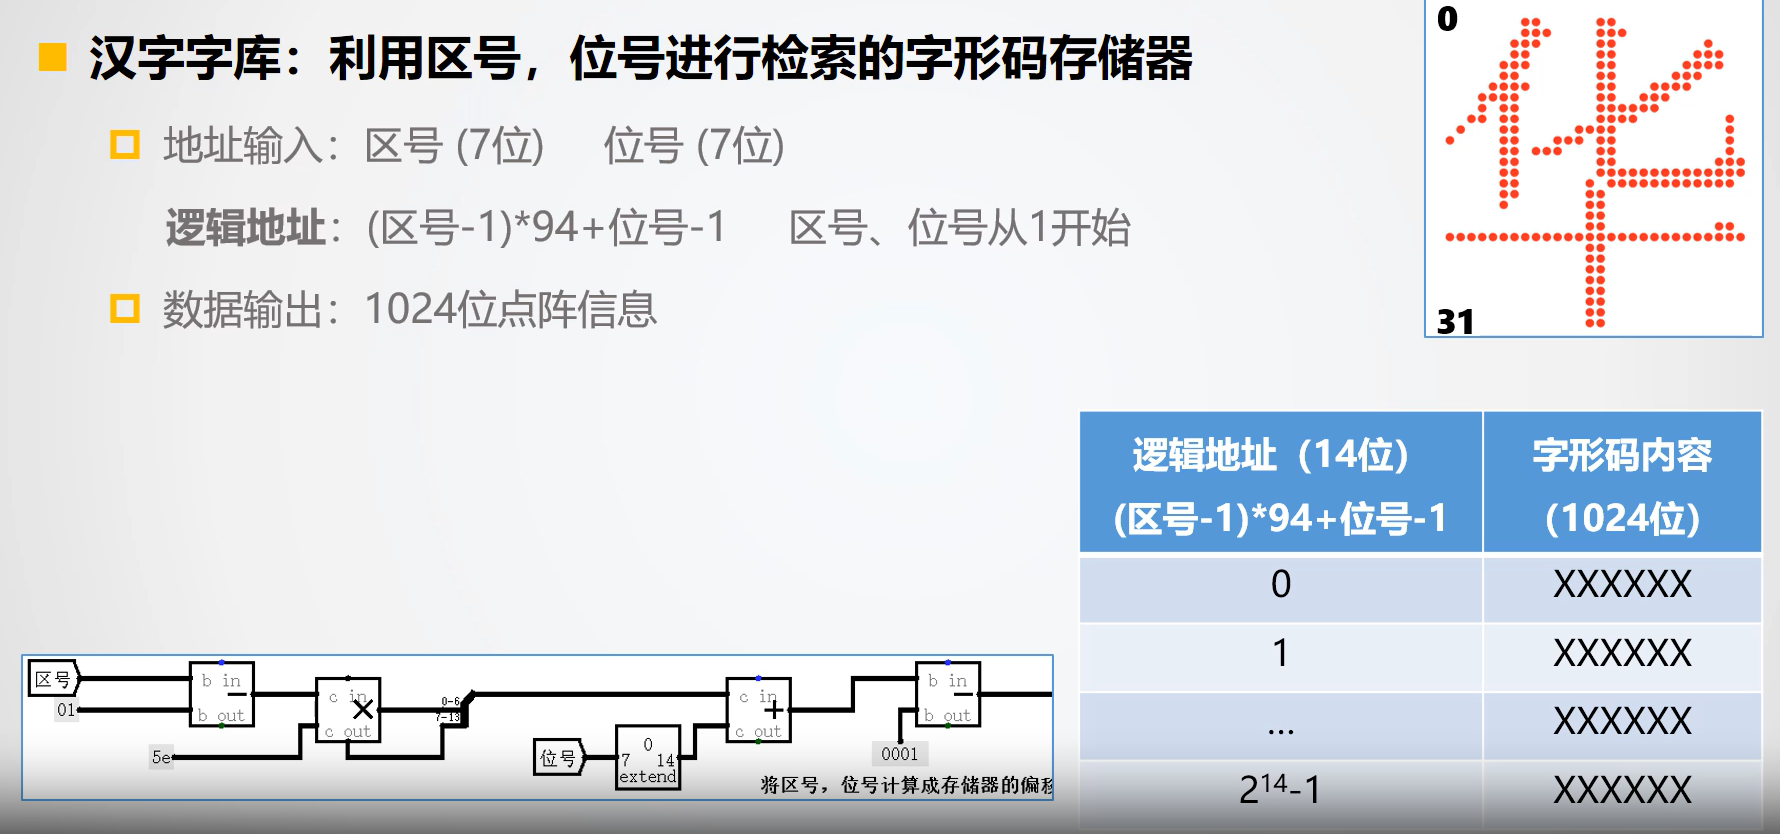 汉字字库：利用区号，位号进行检索的字形码存储器
地址输入：区号 (7位) 位号 (7位)
逻辑地址：(区号-1)*94+位号-1 区号、位号从1开始
数据输出：1024位点阵信息
0
31
逻辑地址（14位） 字形码内容
(区号-1)*94+位号-1 (1024位)
0 XXXXXX
1 XXXXXX
... XXXXXX
2¹⁴-1 XXXXXX
区号
01
b in
−
b out
5e
c in
×
c out
0-6
7-13
位号
0
7 14
extend
c in
+
c out
b in
−
b out
0001
将区号，位号计算成存储器的偏移